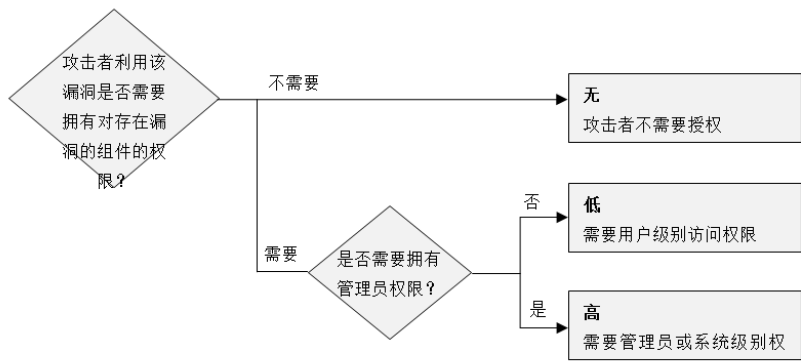 攻击者利用该
漏洞是否需要
拥有对存在漏
洞的组件的权
限？
不需要
无
攻击者不需要授权
需要
是否需要拥有
管理员权限？
否
低
需要用户级别访问权限
是
高
需要管理员或系统级别权